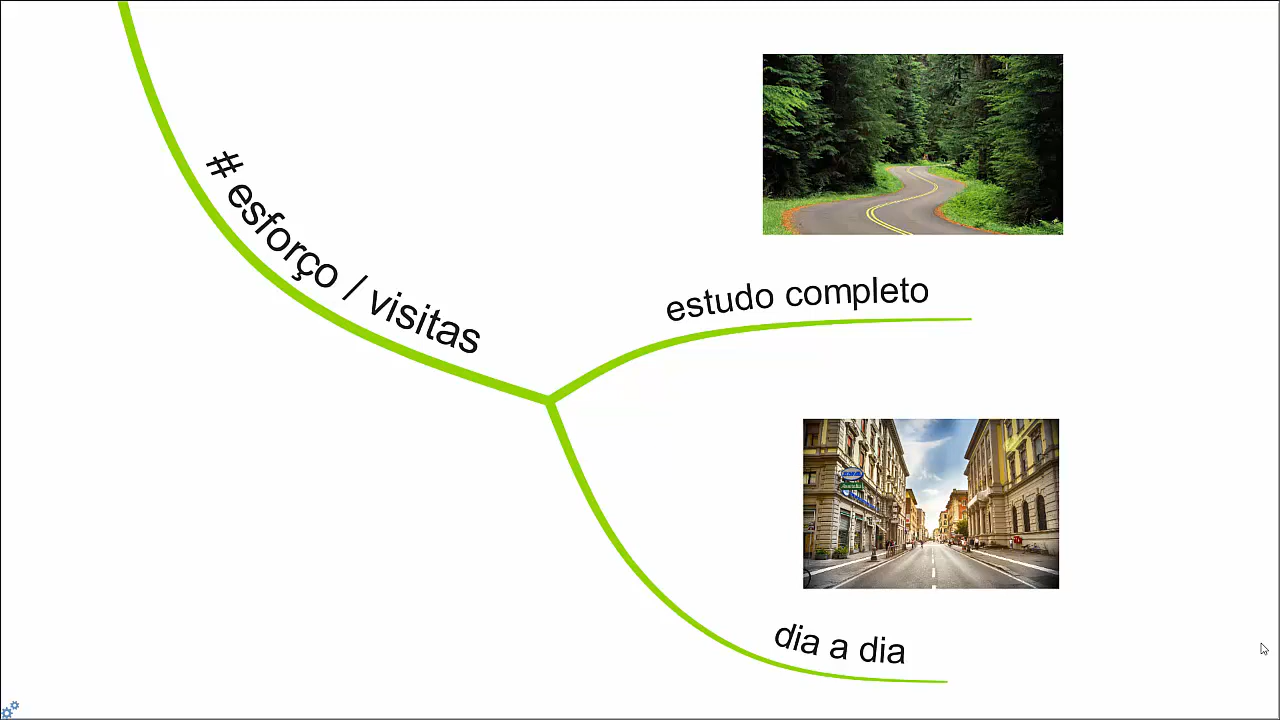 # esforço / visitas
estudo completo
dia a dia